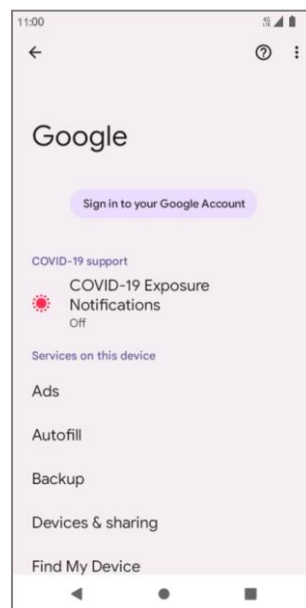 11:00
Google
Sign in to your Google Account
COVID-19 support
COVID-19 Exposure
Notifications
Off
Services on this device
Ads
Autofill
Backup
Devices & sharing
Find My Device